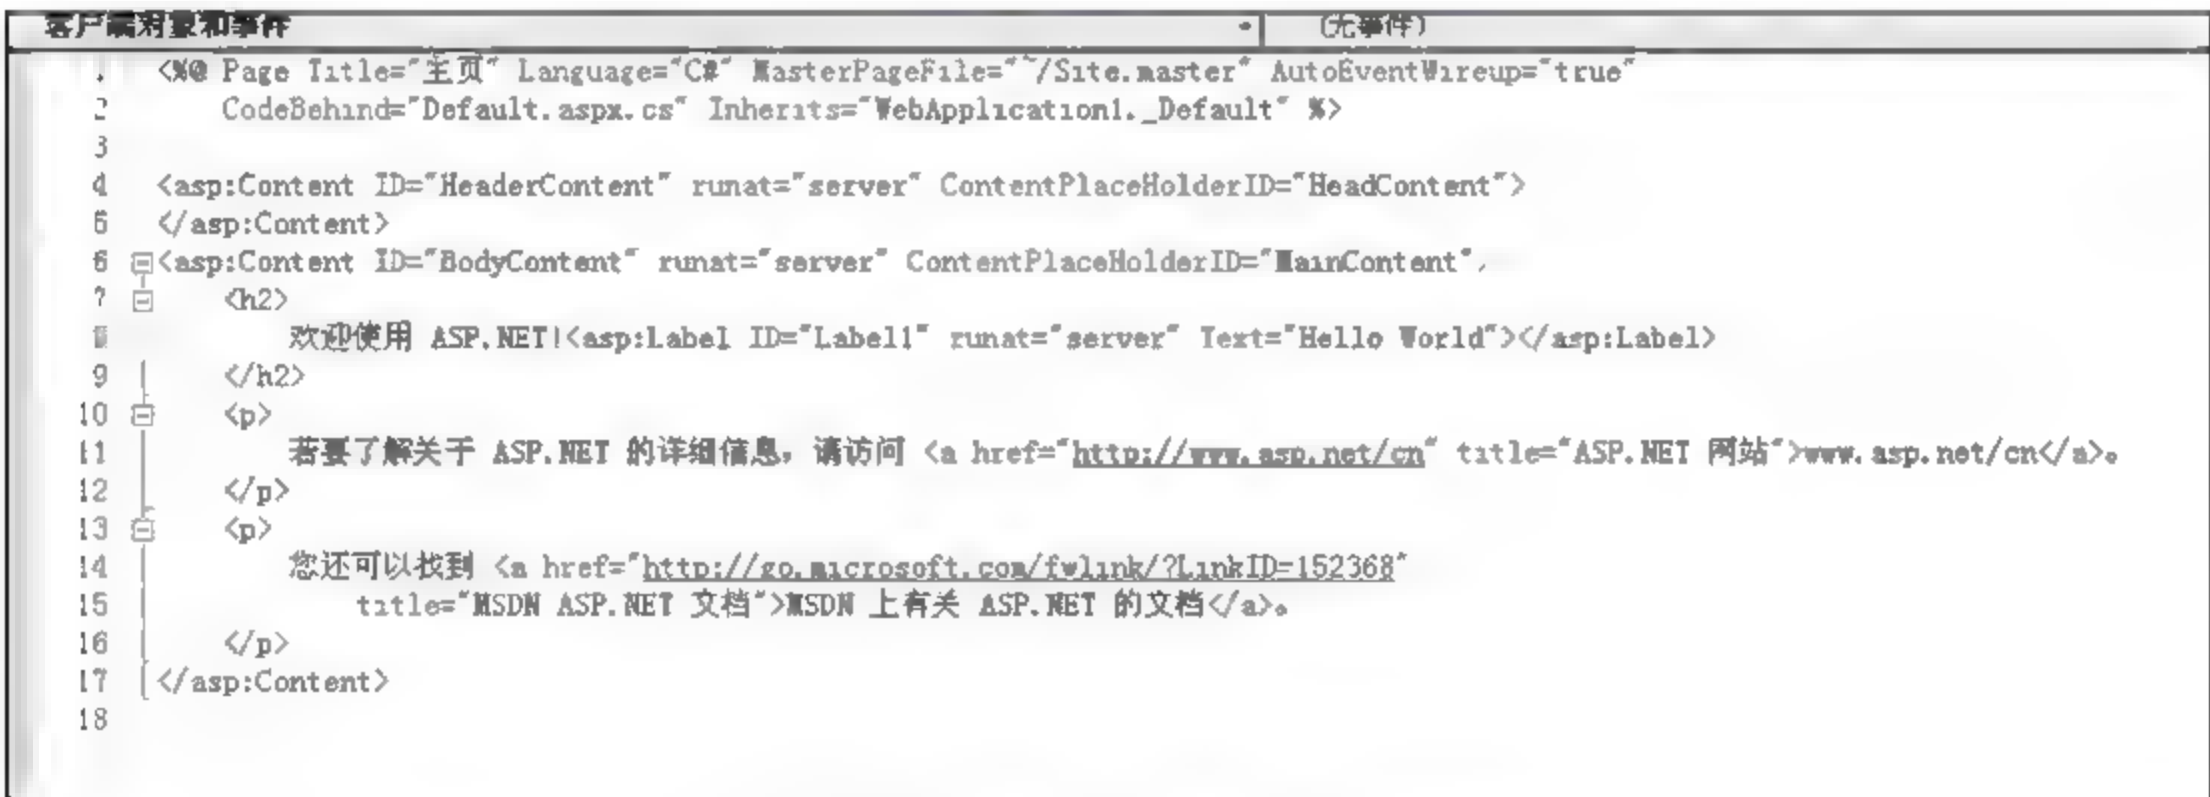 客户端对象和事件 (无事件)
<%@ Page Title="主页" Language="C#" MasterPageFile="~/Site.master" AutoEventWireup="true"
2 CodeBehind="Default.aspx.cs" Inherits="WebApplication1._Default" %>
3
4 <asp:Content ID="HeaderContent" runat="server" ContentPlaceHolderID="HeadContent">
5 </asp:Content>
6 <asp:Content ID="BodyContent" runat="server" ContentPlaceHolderID="MainContent"
7 <h2>
欢迎使用 ASP.NET!<asp:Label ID="Label1" runat="server" Text="Hello World"></asp:Label>
9 </h2>
10 <p>
11 若要了解关于 ASP.NET 的详细信息，请访问 <a href="http://www.asp.net/cn" title="ASP.NET 网站">www.asp.net/cn</a>。
12 </p>
13 <p>
14 您还可以找到 <a href="http://go.microsoft.com/fwlink/?LinkID=152368"
15 title="MSDN ASP.NET 文档">MSDN 上有关 ASP.NET 的文档</a>。
16 </p>
17 </asp:Content>
18